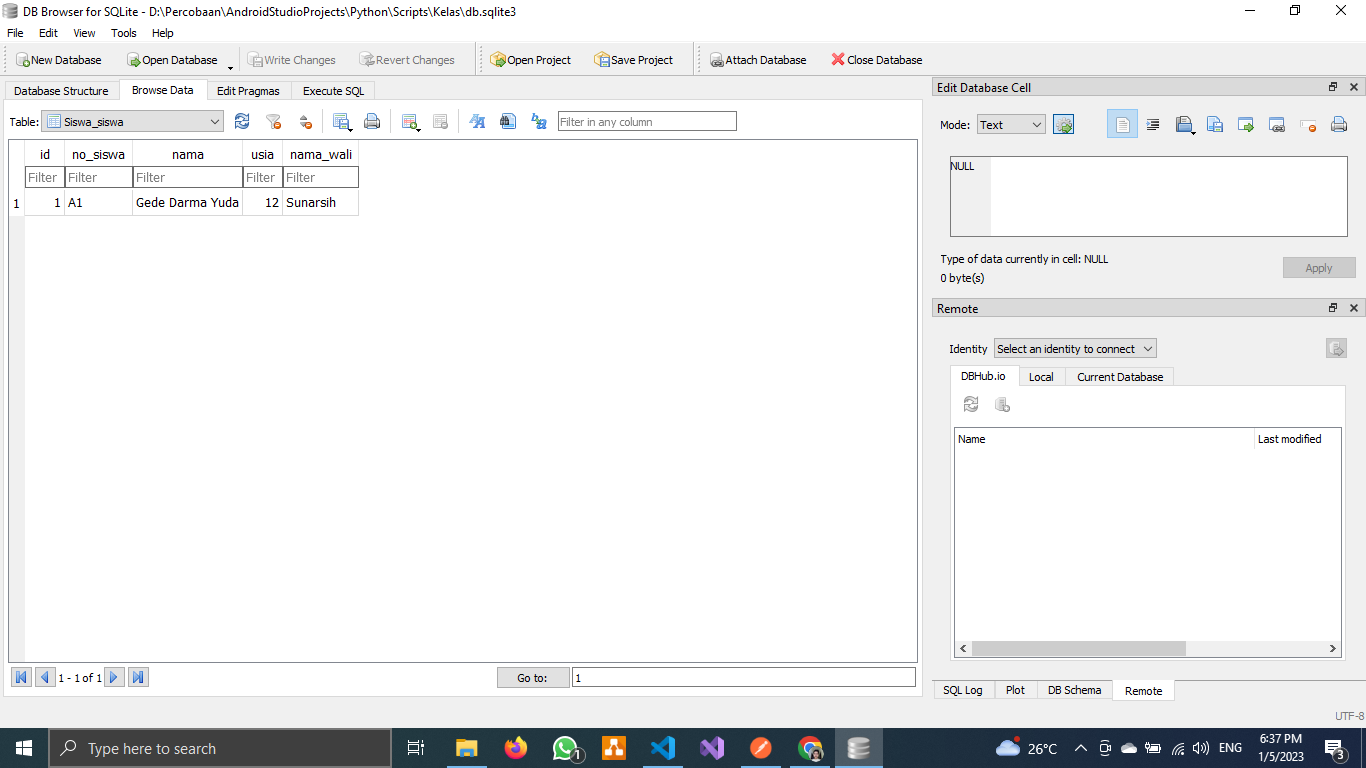 DB Browser for SQLite - D:\Percobaan\AndroidStudioProjects\Python\Scripts\Kelas\db.sqlite3
File Edit View Tools Help
New Database Open Database Write Changes Revert Changes Open Project Save Project Attach Database Close Database
Database Structure Browse Data Edit Pragmas Execute SQL
Table: Siswa_siswa Filter in any column
id no_siswa nama usia nama_wali
Filter Filter Filter Filter Filter
1 1 A1 Gede Darma Yuda 12 Sunarsih
1 - 1 of 1 Go to: 1
Edit Database Cell
Mode: Text
NULL
Type of data currently in cell: NULL
0 byte(s)
Apply
Remote
Identity Select an identity to connect
DBHub.io Local Current Database
Name Last modified
SQL Log Plot DB Schema Remote
UTF-8
Type here to search
1
26°C
ENG
6:37 PM
1/5/2023
3